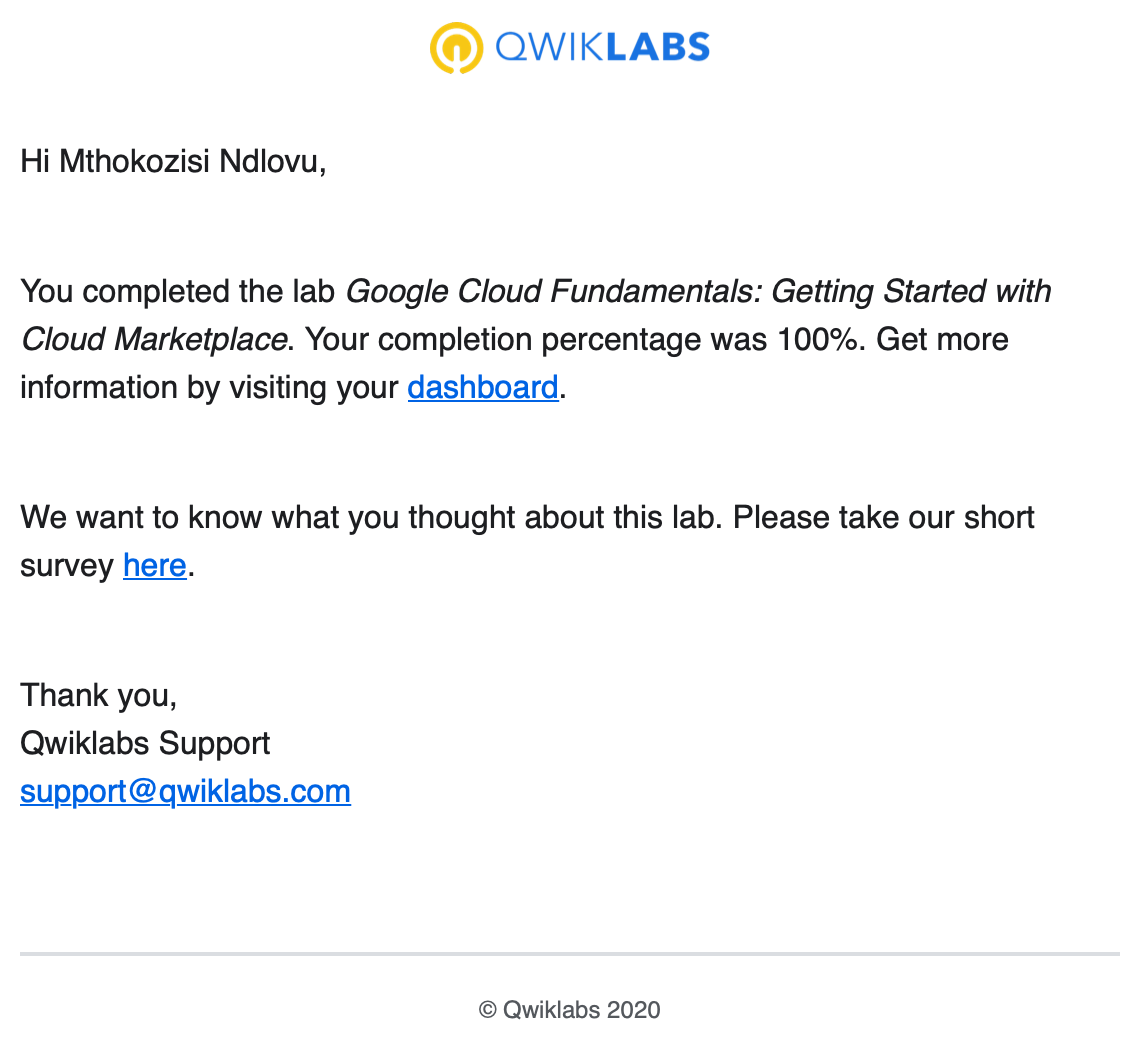 QWIKLABS
Hi Mthokozisi Ndlovu,
You completed the lab Google Cloud Fundamentals: Getting Started with
Cloud Marketplace. Your completion percentage was 100%. Get more
information by visiting your dashboard.
We want to know what you thought about this lab. Please take our short
survey here.
Thank you,
Qwiklabs Support
support@qwiklabs.com
© Qwiklabs 2020